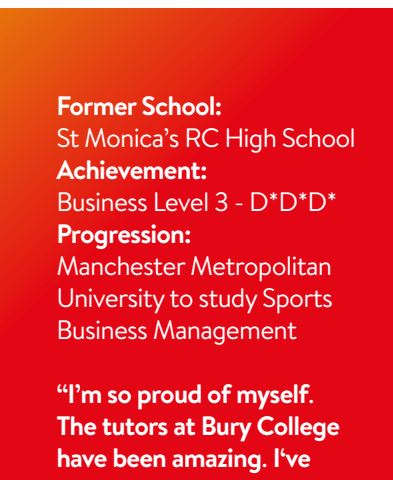 Former School:
St Monica's RC High School
Achievement:
Business Level 3 - D*D*D*
Progression:
Manchester Metropolitan
University to study Sports
Business Management
“I'm so proud of myself.
The tutors at Bury College
have been amazing. I‘ve